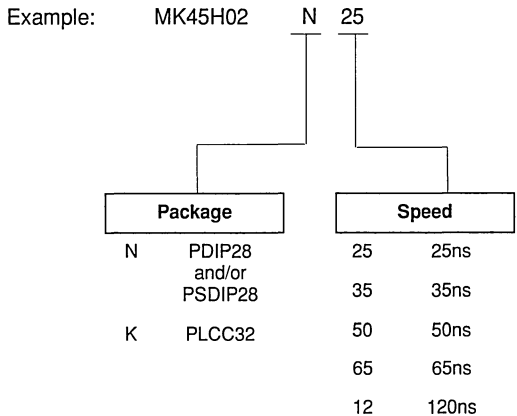 Example: MK45H02 N 25
Package Speed
N PDIP28 and/or PSDIP28
K PLCC32
25 25ns
35 35ns
50 50ns
65 65ns
12 120ns